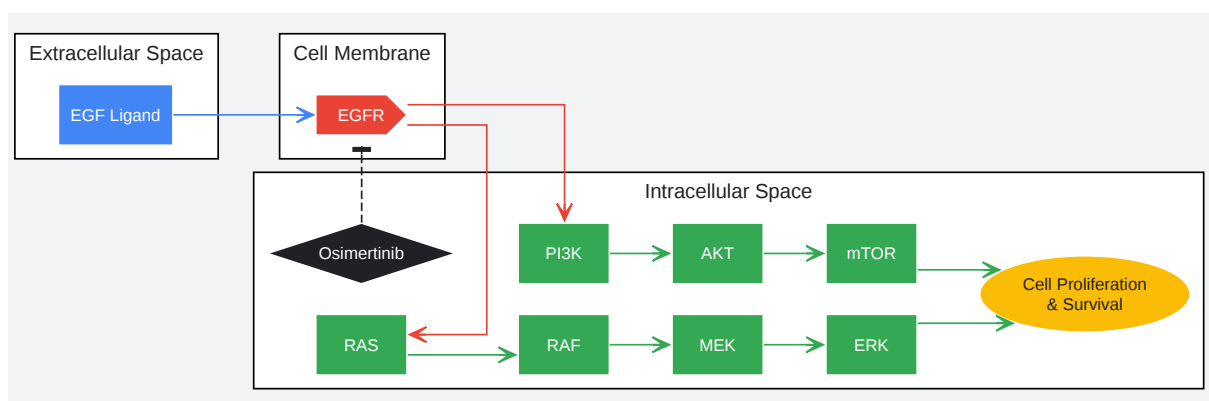 Extracellular Space
Cell Membrane
EGF Ligand
EGFR
Intracellular Space
Osimertinib
PI3K
AKT
mTOR
Cell Proliferation
& Survival
RAS
RAF
MEK
ERK